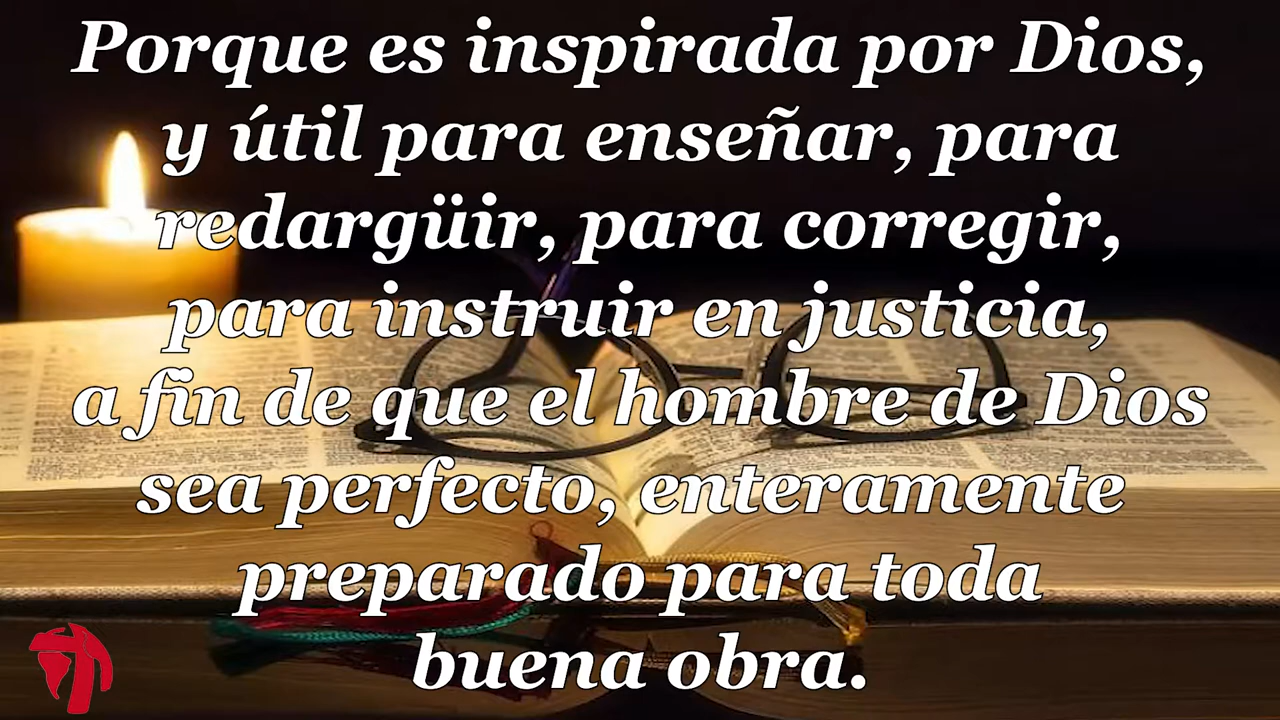 Porque es inspirada por Dios,
y útil para enseñar, para
redargüir, para corregir,
para instruir en justicia,
a fin de que el hombre de Dios
sea perfecto, enteramente
preparado para toda
buena obra.